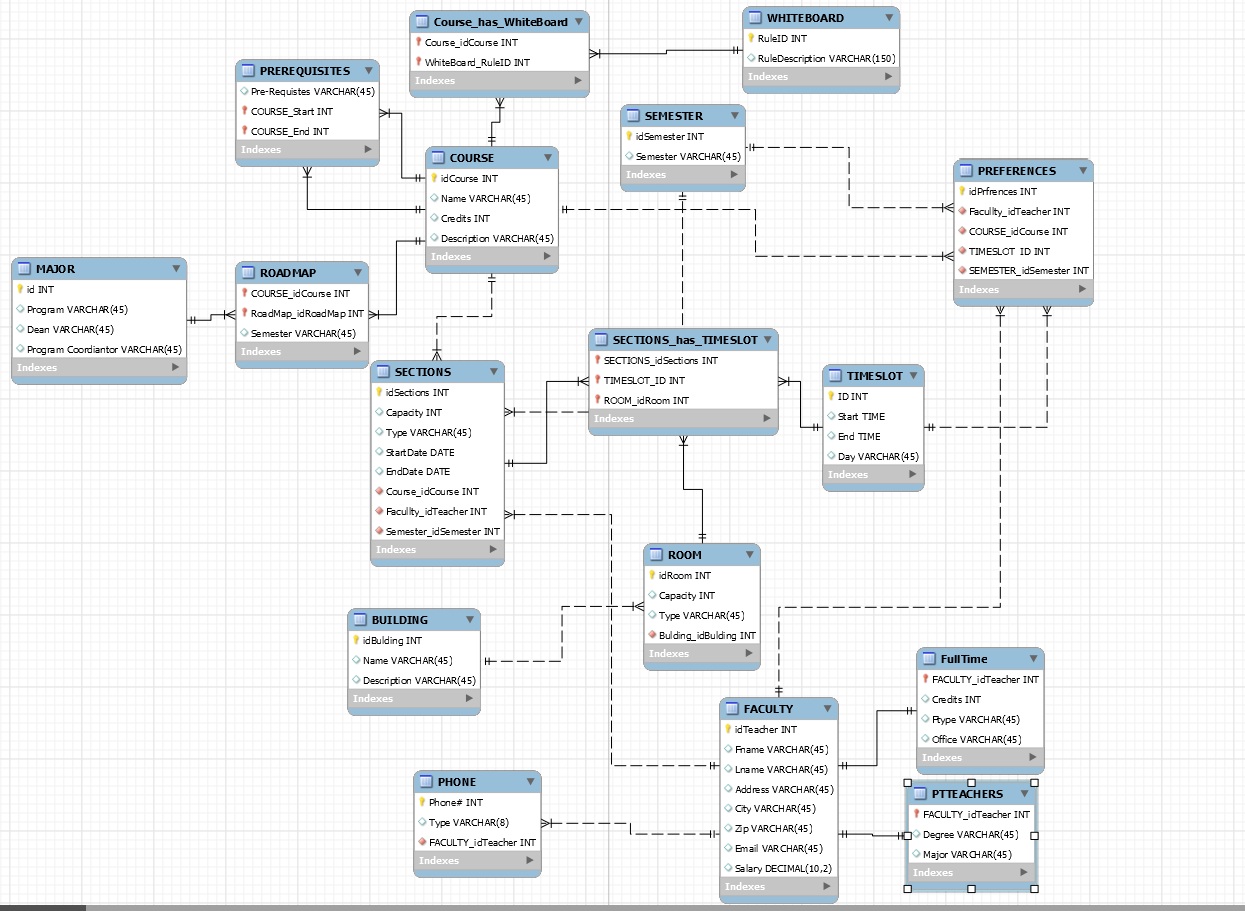 Course_has_WhiteBoard
Course_idCourse INT
WhiteBoard_RuleID INT
Indexes
WHITEBOARD
RuleID INT
RuleDescription VARCHAR(150)
Indexes
PREREQUISITES
Pre-Requistes VARCHAR(45)
COURSE_Start INT
COURSE_End INT
Indexes
SEMESTER
idSemester INT
Semester VARCHAR(45)
Indexes
COURSE
idCourse INT
Name VARCHAR(45)
Credits INT
Description VARCHAR(45)
Indexes
PREFERENCES
idPrfrences INT
Facullty_idTeacher INT
COURSE_idCourse INT
TIMESLOT_ID INT
SEMESTER_idSemester INT
Indexes
MAJOR
id INT
Program VARCHAR(45)
Dean VARCHAR(45)
Program Coordiantor VARCHAR(45)
Indexes
ROADMAP
COURSE_idCourse INT
RoadMap_idRoadMap INT
Semester VARCHAR(45)
Indexes
SECTIONS
idSections INT
Capacity INT
Type VARCHAR(45)
StartDate DATE
EndDate DATE
Course_idCourse INT
Facullty_idTeacher INT
Semester_idSemester INT
Indexes
SECTIONS_has_TIMESLOT
SECTIONS_idSections INT
TIMESLOT_ID INT
ROOM_idRoom INT
Indexes
TIMESLOT
ID INT
Start TIME
End TIME
Day VARCHAR(45)
Indexes
ROOM
idRoom INT
Capacity INT
Type VARCHAR(45)
Bulding_idBulding INT
Indexes
BUILDING
idBulding INT
Name VARCHAR(45)
Description VARCHAR(45)
Indexes
FACULTY
idTeacher INT
Fname VARCHAR(45)
Lname VARCHAR(45)
Address VARCHAR(45)
City VARCHAR(45)
Zip VARCHAR(45)
Email VARCHAR(45)
Salary DECIMAL(10,2)
Indexes
FullTime
FACULTY_idTeacher INT
Credits INT
Ftype VARCHAR(45)
Office VARCHAR(45)
Indexes
PHONE
Phone# INT
Type VARCHAR(8)
FACULTY_idTeacher INT
Indexes
PTTEACHERS
FACULTY_idTeacher INT
Degree VARCHAR(45)
Major VARCHAR(45)
Indexes